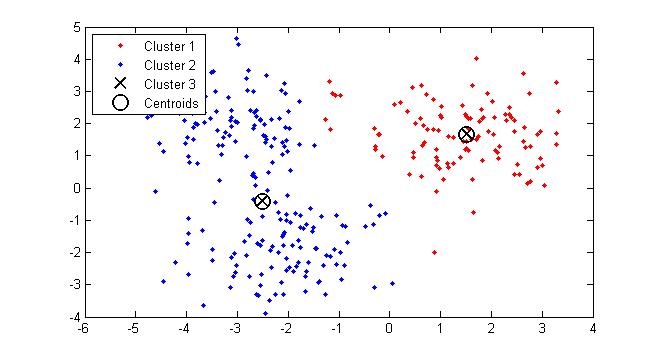 5
4
3
2
1
0
-1
-2
-3
-4
Cluster 1
Cluster 2
Cluster 3
Centroids
-6 -5 -4 -3 -2 -1 0 1 2 3 4